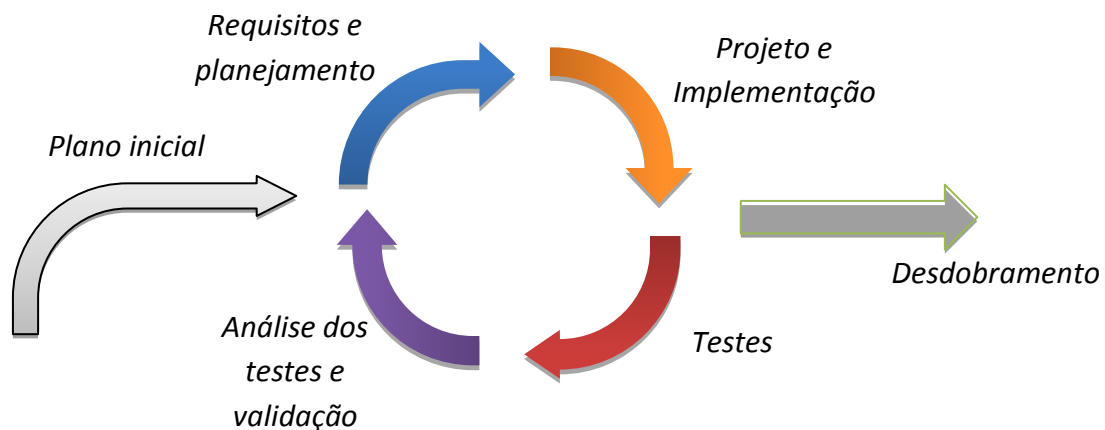 Requisitos e
planejamento
Projeto e
Implementação
Plano inicial
Desdobramento
Análise dos
testes e
validação
Testes